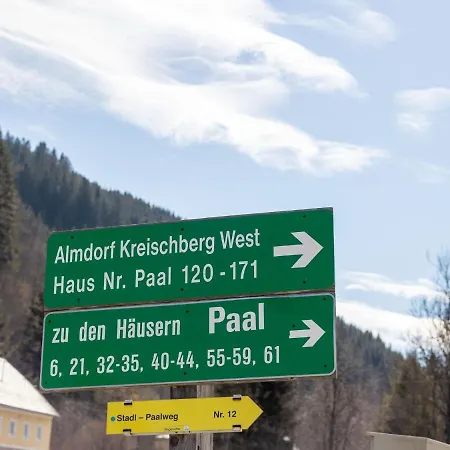 Almdorf Kreischberg West
Haus Nr. Paal 120 - 171
zu den Häusern Paal
6, 21, 32-35, 40-44, 55-59, 61
Stadl – Paalweg Nr. 12